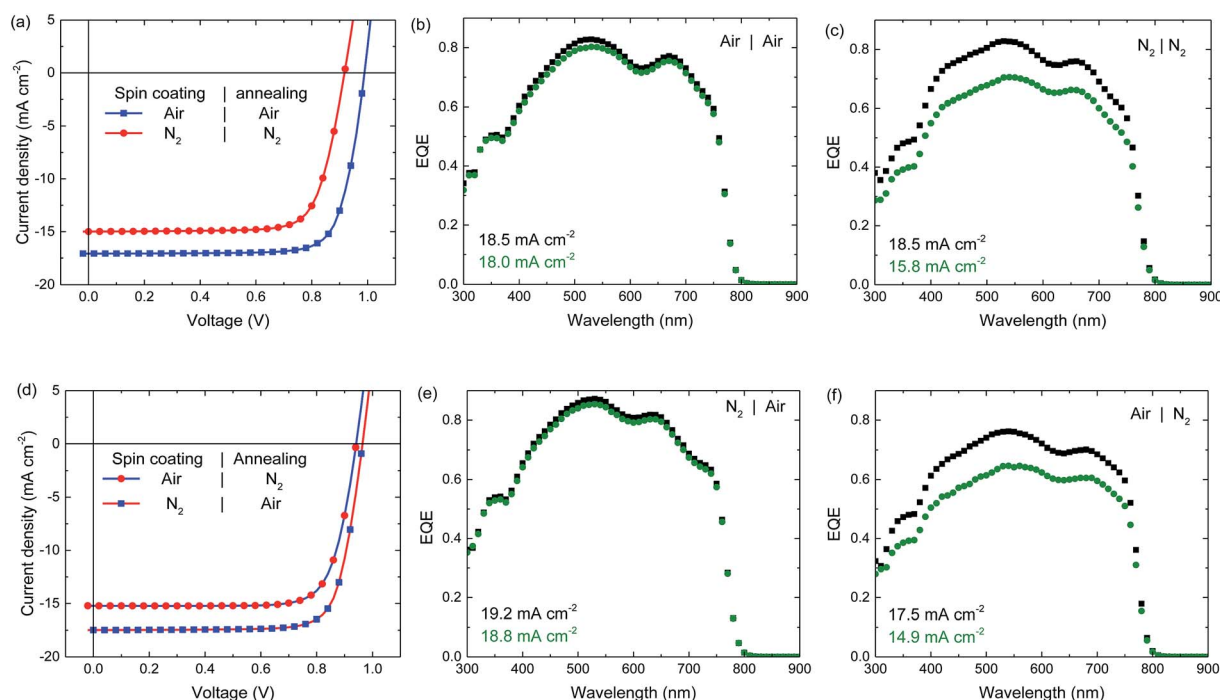 (a)
5
0
-5
-10
-15
-20
0.0 0.2 0.4 0.6 0.8 1.0
Current density (mA cm-2)
Voltage (V)
Spin coating | annealing
Air | Air
N2 | N2
(b)
0.8
0.6
0.4
0.2
0.0
300 400 500 600 700 800 900
EQE
Wavelength (nm)
Air | Air
18.5 mA cm-2
18.0 mA cm-2
(c)
0.8
0.6
0.4
0.2
0.0
300 400 500 600 700 800 900
EQE
Wavelength (nm)
N2 | N2
18.5 mA cm-2
15.8 mA cm-2
(d)
5
0
-5
-10
-15
-20
0.0 0.2 0.4 0.6 0.8 1.0
Current density (mA cm-2)
Voltage (V)
Spin coating | Annealing
Air | N2
N2 | Air
(e)
0.8
0.6
0.4
0.2
0.0
300 400 500 600 700 800 900
EQE
Wavelength (nm)
N2 | Air
19.2 mA cm-2
18.8 mA cm-2
(f)
0.8
0.6
0.4
0.2
0.0
300 400 500 600 700 800 900
EQE
Wavelength (nm)
Air | N2
17.5 mA cm-2
14.9 mA cm-2